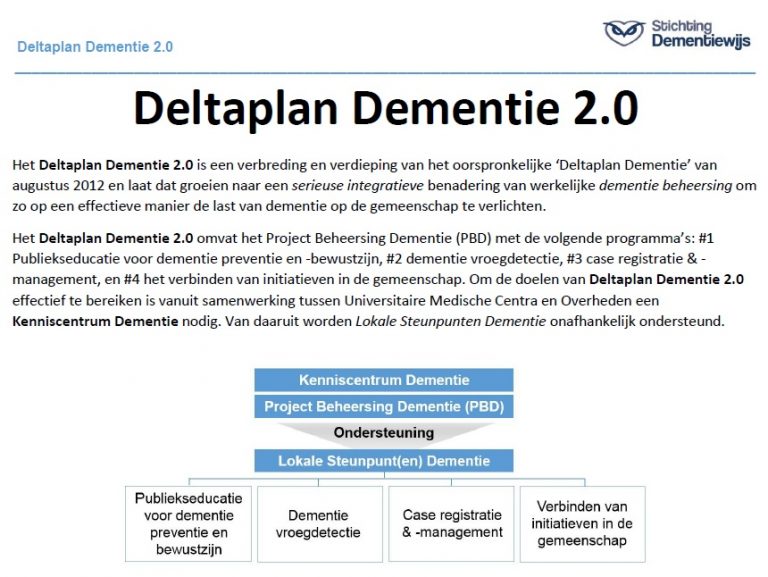 Deltaplan Dementie 2.0
Stichting
Dementiewijs
Deltaplan Dementie 2.0
Het Deltaplan Dementie 2.0 is een verbreding en verdieping van het oorspronkelijke ‘Deltaplan Dementie’ van
augustus 2012 en laat dat groeien naar een serieuse integratieve benadering van werkelijke dementie beheersing om
zo op een effectieve manier de last van dementie op de gemeenschap te verlichten.
Het Deltaplan Dementie 2.0 omvat het Project Beheersing Dementie (PBD) met de volgende programma’s: #1
Publiekseducatie voor dementie preventie en -bewustzijn, #2 dementie vroegdetectie, #3 case registratie & -
management, en #4 het verbinden van initiatieven in de gemeenschap. Om de doelen van Deltaplan Dementie 2.0
effectief te bereiken is vanuit samenwerking tussen Universitaire Medische Centra en Overheden een
Kenniscentrum Dementie nodig. Van daaruit worden Lokale Steunpunten Dementie onafhankelijk ondersteund.
Kenniscentrum Dementie
Project Beheersing Dementie (PBD)
Ondersteuning
Lokale Steunpunt(en) Dementie
Publiekseducatie
voor dementie
preventie en
bewustzijn
Dementie
vroegdetectie
Case registratie
& -management
Verbinden van
initiatieven in de
gemeenschap